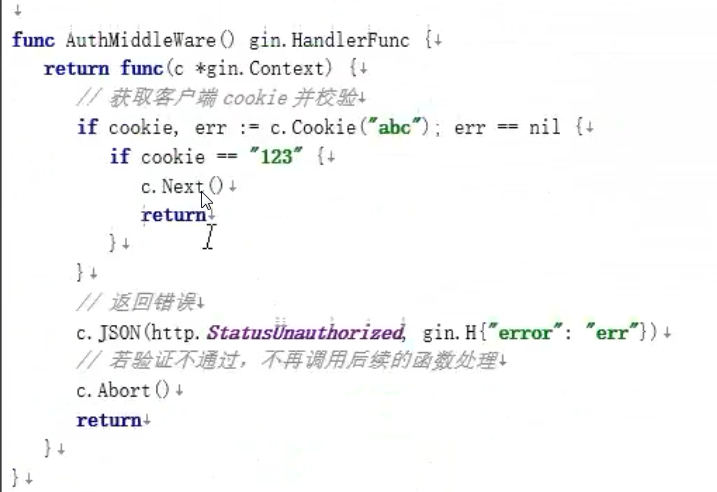 func AuthMiddleWare() gin.HandlerFunc {
return func(c *gin.Context) {
// 获取客户端 cookie 并校验
if cookie, err := c.Cookie("abc"); err == nil {
if cookie == "123" {
c.Next()
return
}
}
// 返回错误
c.JSON(http.StatusUnauthorized, gin.H{"error": "err"})
// 若验证不通过，不再调用后续的函数处理
c.Abort()
return
}
}